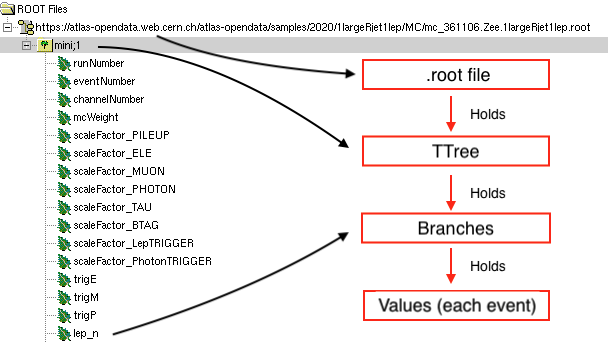 ROOT Files
https://atlas-opendata.web.cern.ch/atlas-opendata/samples/2020/1largeRjet1lep/MC/mc_361106.Zee.1largeRjet1lep.root
mini;1
runNumber
eventNumber
channelNumber
mcWeight
scaleFactor_PILEUP
scaleFactor_ELE
scaleFactor_MUON
scaleFactor_PHOTON
scaleFactor_TAU
scaleFactor_BTAG
scaleFactor_LepTRIGGER
scaleFactor_PhotonTRIGGER
trigE
trigM
trigP
lep_n
.root file
Holds
TTree
Holds
Branches
Holds
Values (each event)